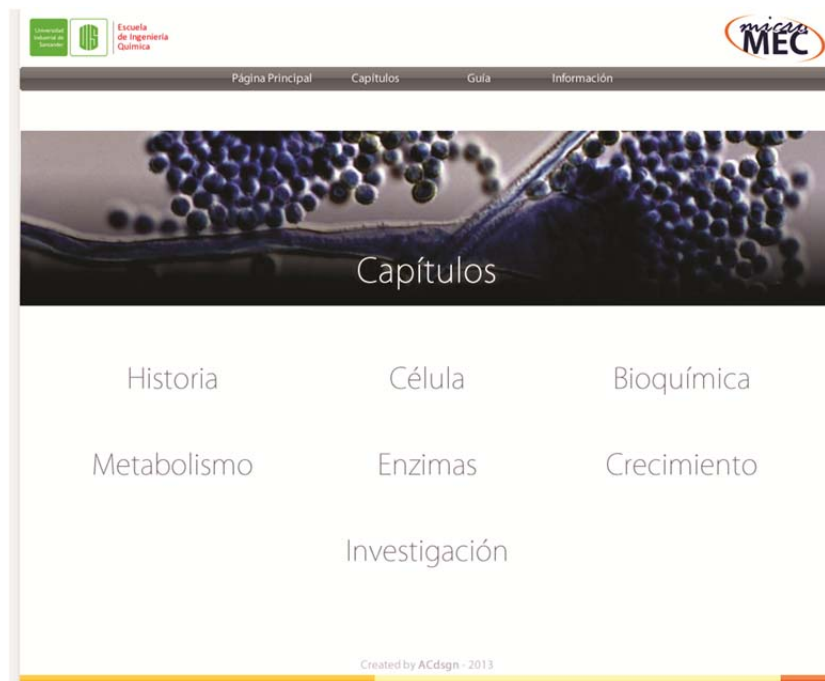 Universidad
Industrial de
Santander
UIS
Escuela
de Ingeniería
Química
micro
MEC
Página Principal Capítulos Guía Información
Capítulos
Historia Célula Bioquímica
Metabolismo Enzimas Crecimiento
Investigación
Created by ACdsgn - 2013